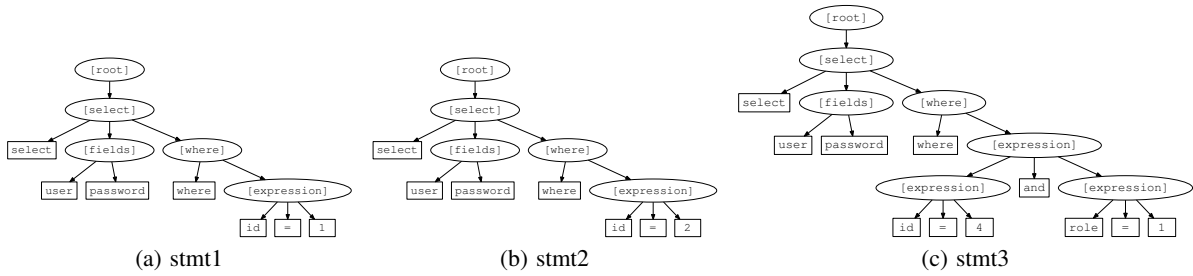 [root]
[select]
select
[fields]
[where]
user
password
where
[expression]
id
=
1
(a) stmt1
[root]
[select]
select
[fields]
[where]
user
password
where
[expression]
id
=
2
(b) stmt2
[root]
[select]
select
[fields]
[where]
user
password
where
[expression]
[expression]
and
[expression]
id
=
4
role
=
1
(c) stmt3